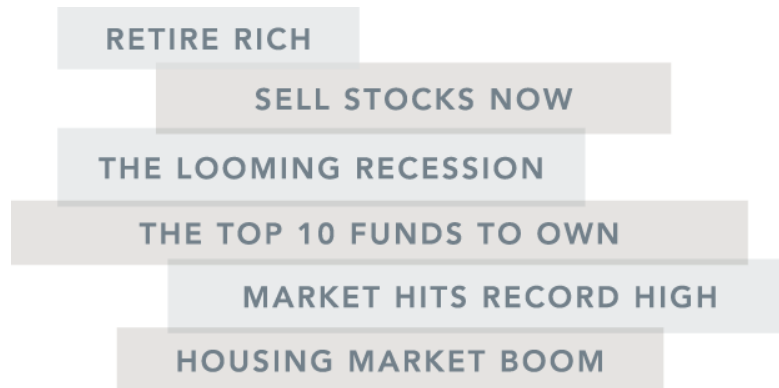 RETIRE RICH
SELL STOCKS NOW
THE LOOMING RECESSION
THE TOP 10 FUNDS TO OWN
MARKET HITS RECORD HIGH
HOUSING MARKET BOOM